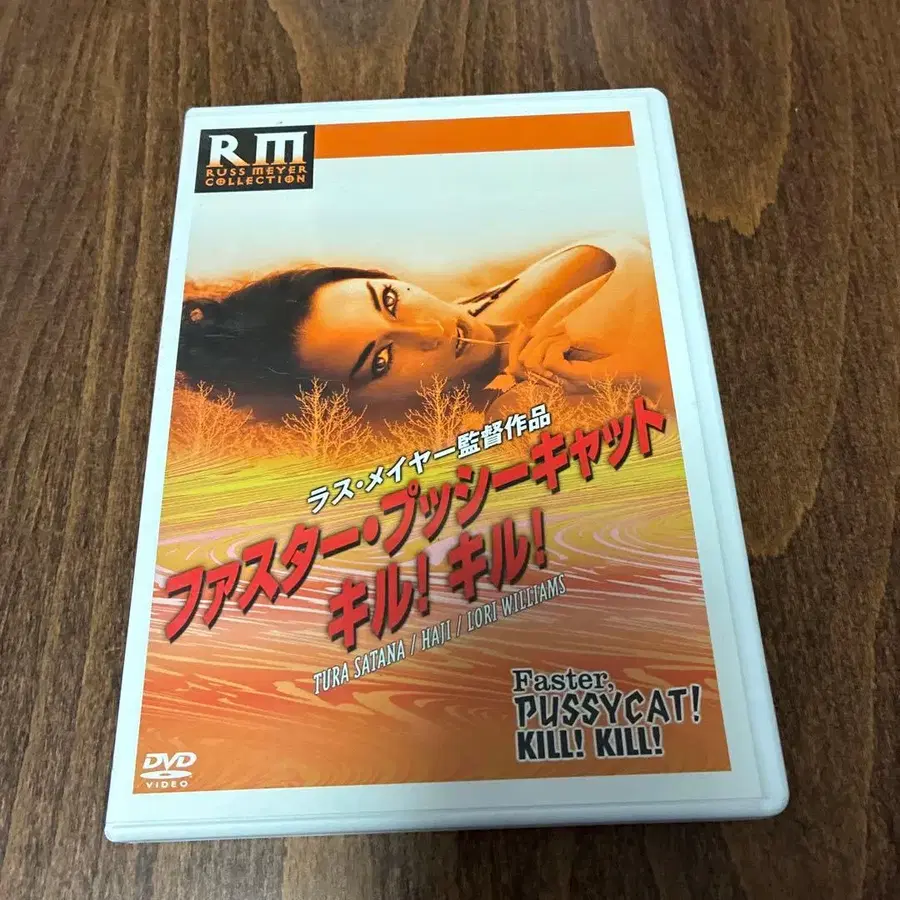 RM
RUSS MEYER
COLLECTION
ラス・メイヤー監督作品
ファスター・プッシーキャット
キル! キル!
TURA SATANA / HAJI / LORI WILLIAMS
Faster,
PUSSYCAT!
KILL! KILL!
DVD
VIDEO